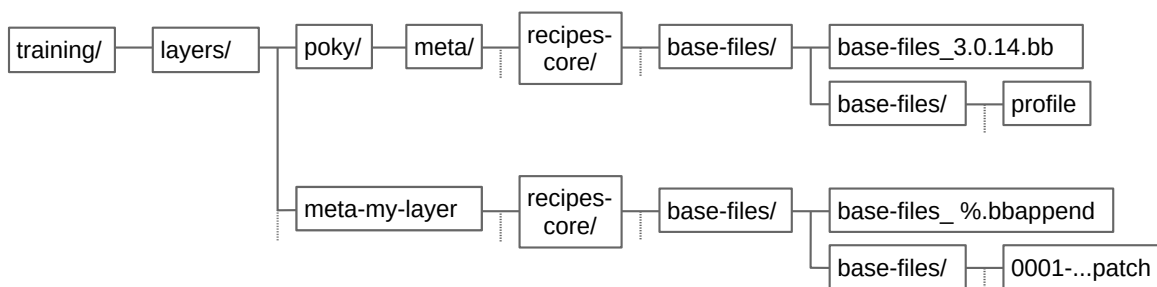 training/
layers/
poky/
meta/
recipes-
core/
base-files/
base-files_3.0.14.bb
base-files/
profile
meta-my-layer
recipes-
core/
base-files/
base-files_ %.bbappend
base-files/
0001-...patch